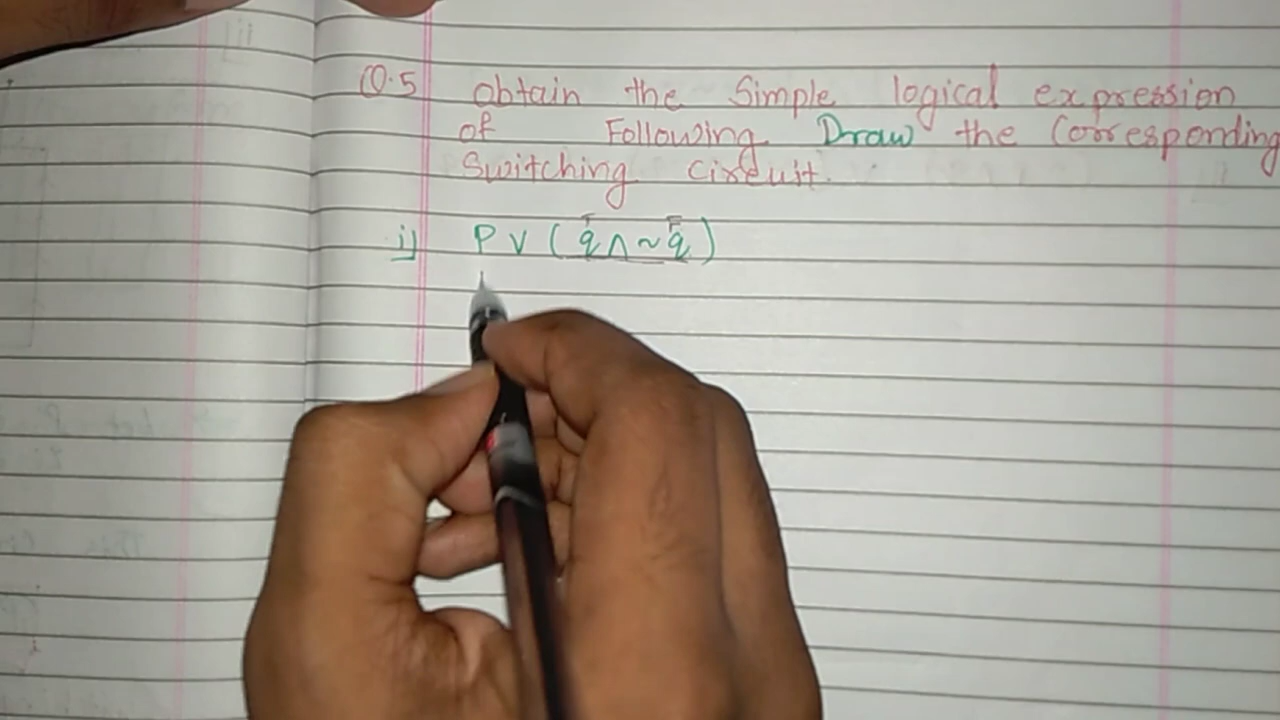 Q.5 obtain the Simple logical expression
of Following Draw the Corresponding
Switching circuit.
i) P ∨ ( q ∧ ~ q )
T F